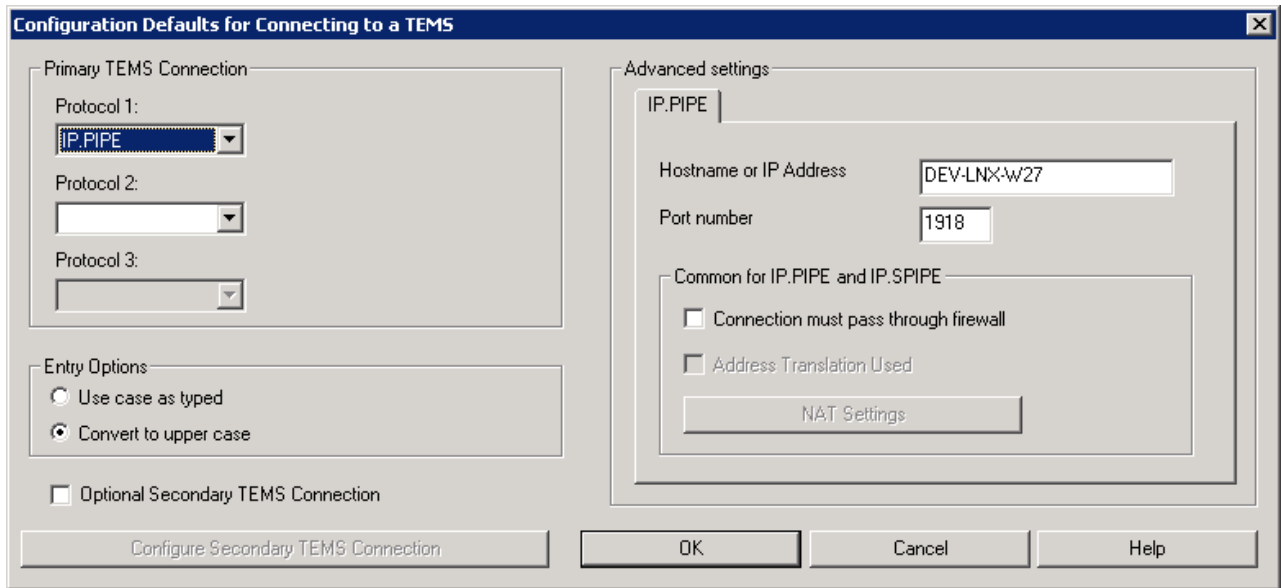 Configuration Defaults for Connecting to a TEMS
Primary TEMS Connection
Protocol 1:
IP.PIPE
Protocol 2:
Protocol 3:
Entry Options
Use case as typed
Convert to upper case
Optional Secondary TEMS Connection
Configure Secondary TEMS Connection
Advanced settings
IP.PIPE
Hostname or IP Address
DEV-LNX-W27
Port number
1918
Common for IP.PIPE and IP.SPIPE
Connection must pass through firewall
Address Translation Used
NAT Settings
OK
Cancel
Help